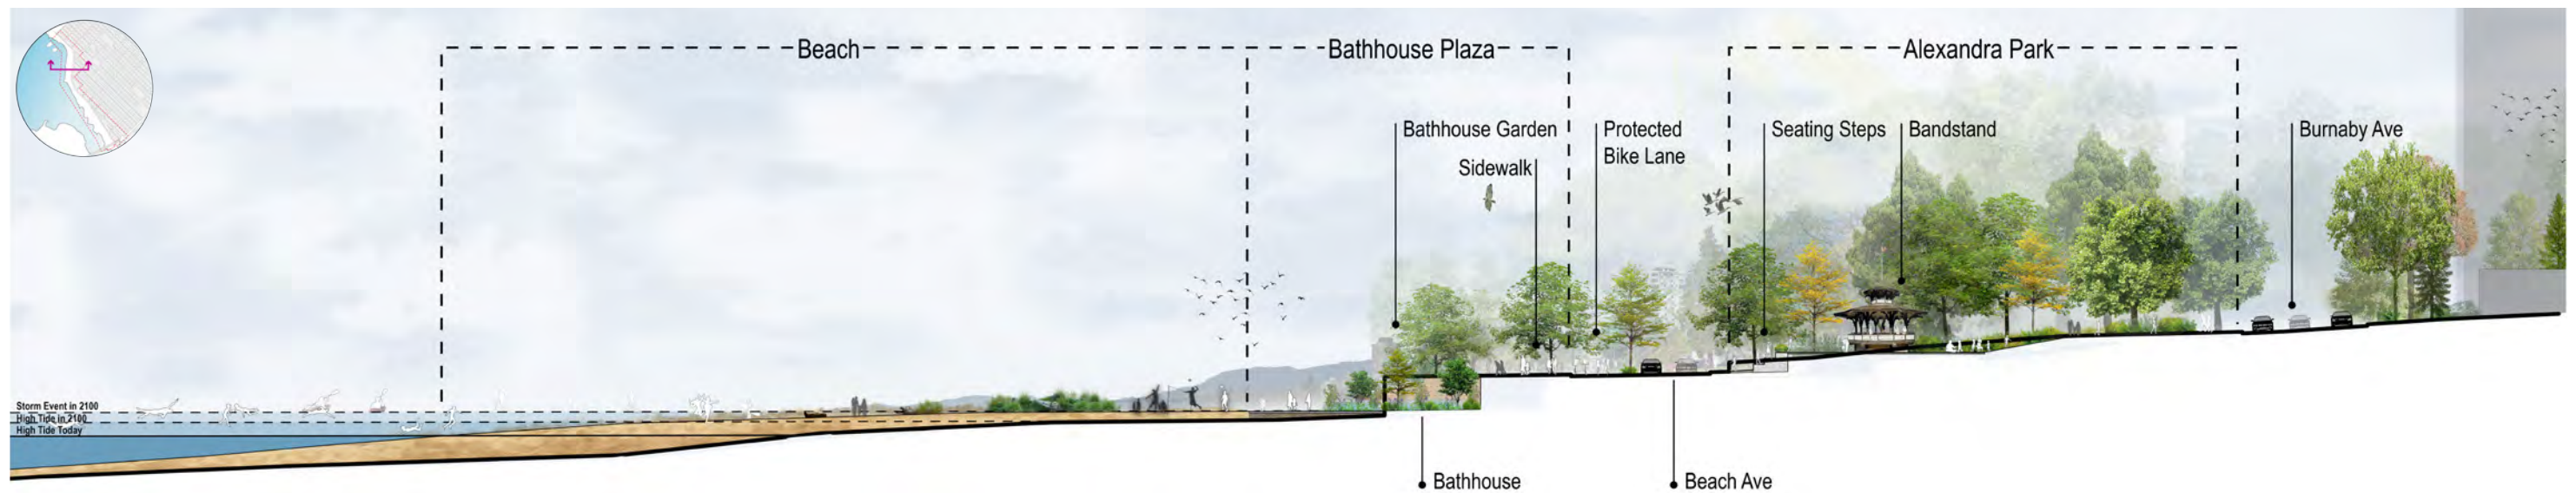 Beach
Bathhouse Plaza
Alexandra Park
Bathhouse Garden
Sidewalk
Protected
Bike Lane
Seating Steps
Bandstand
Burnaby Ave
Storm Event in 2100
High Tide in 2100
High Tide Today
Bathhouse
Beach Ave